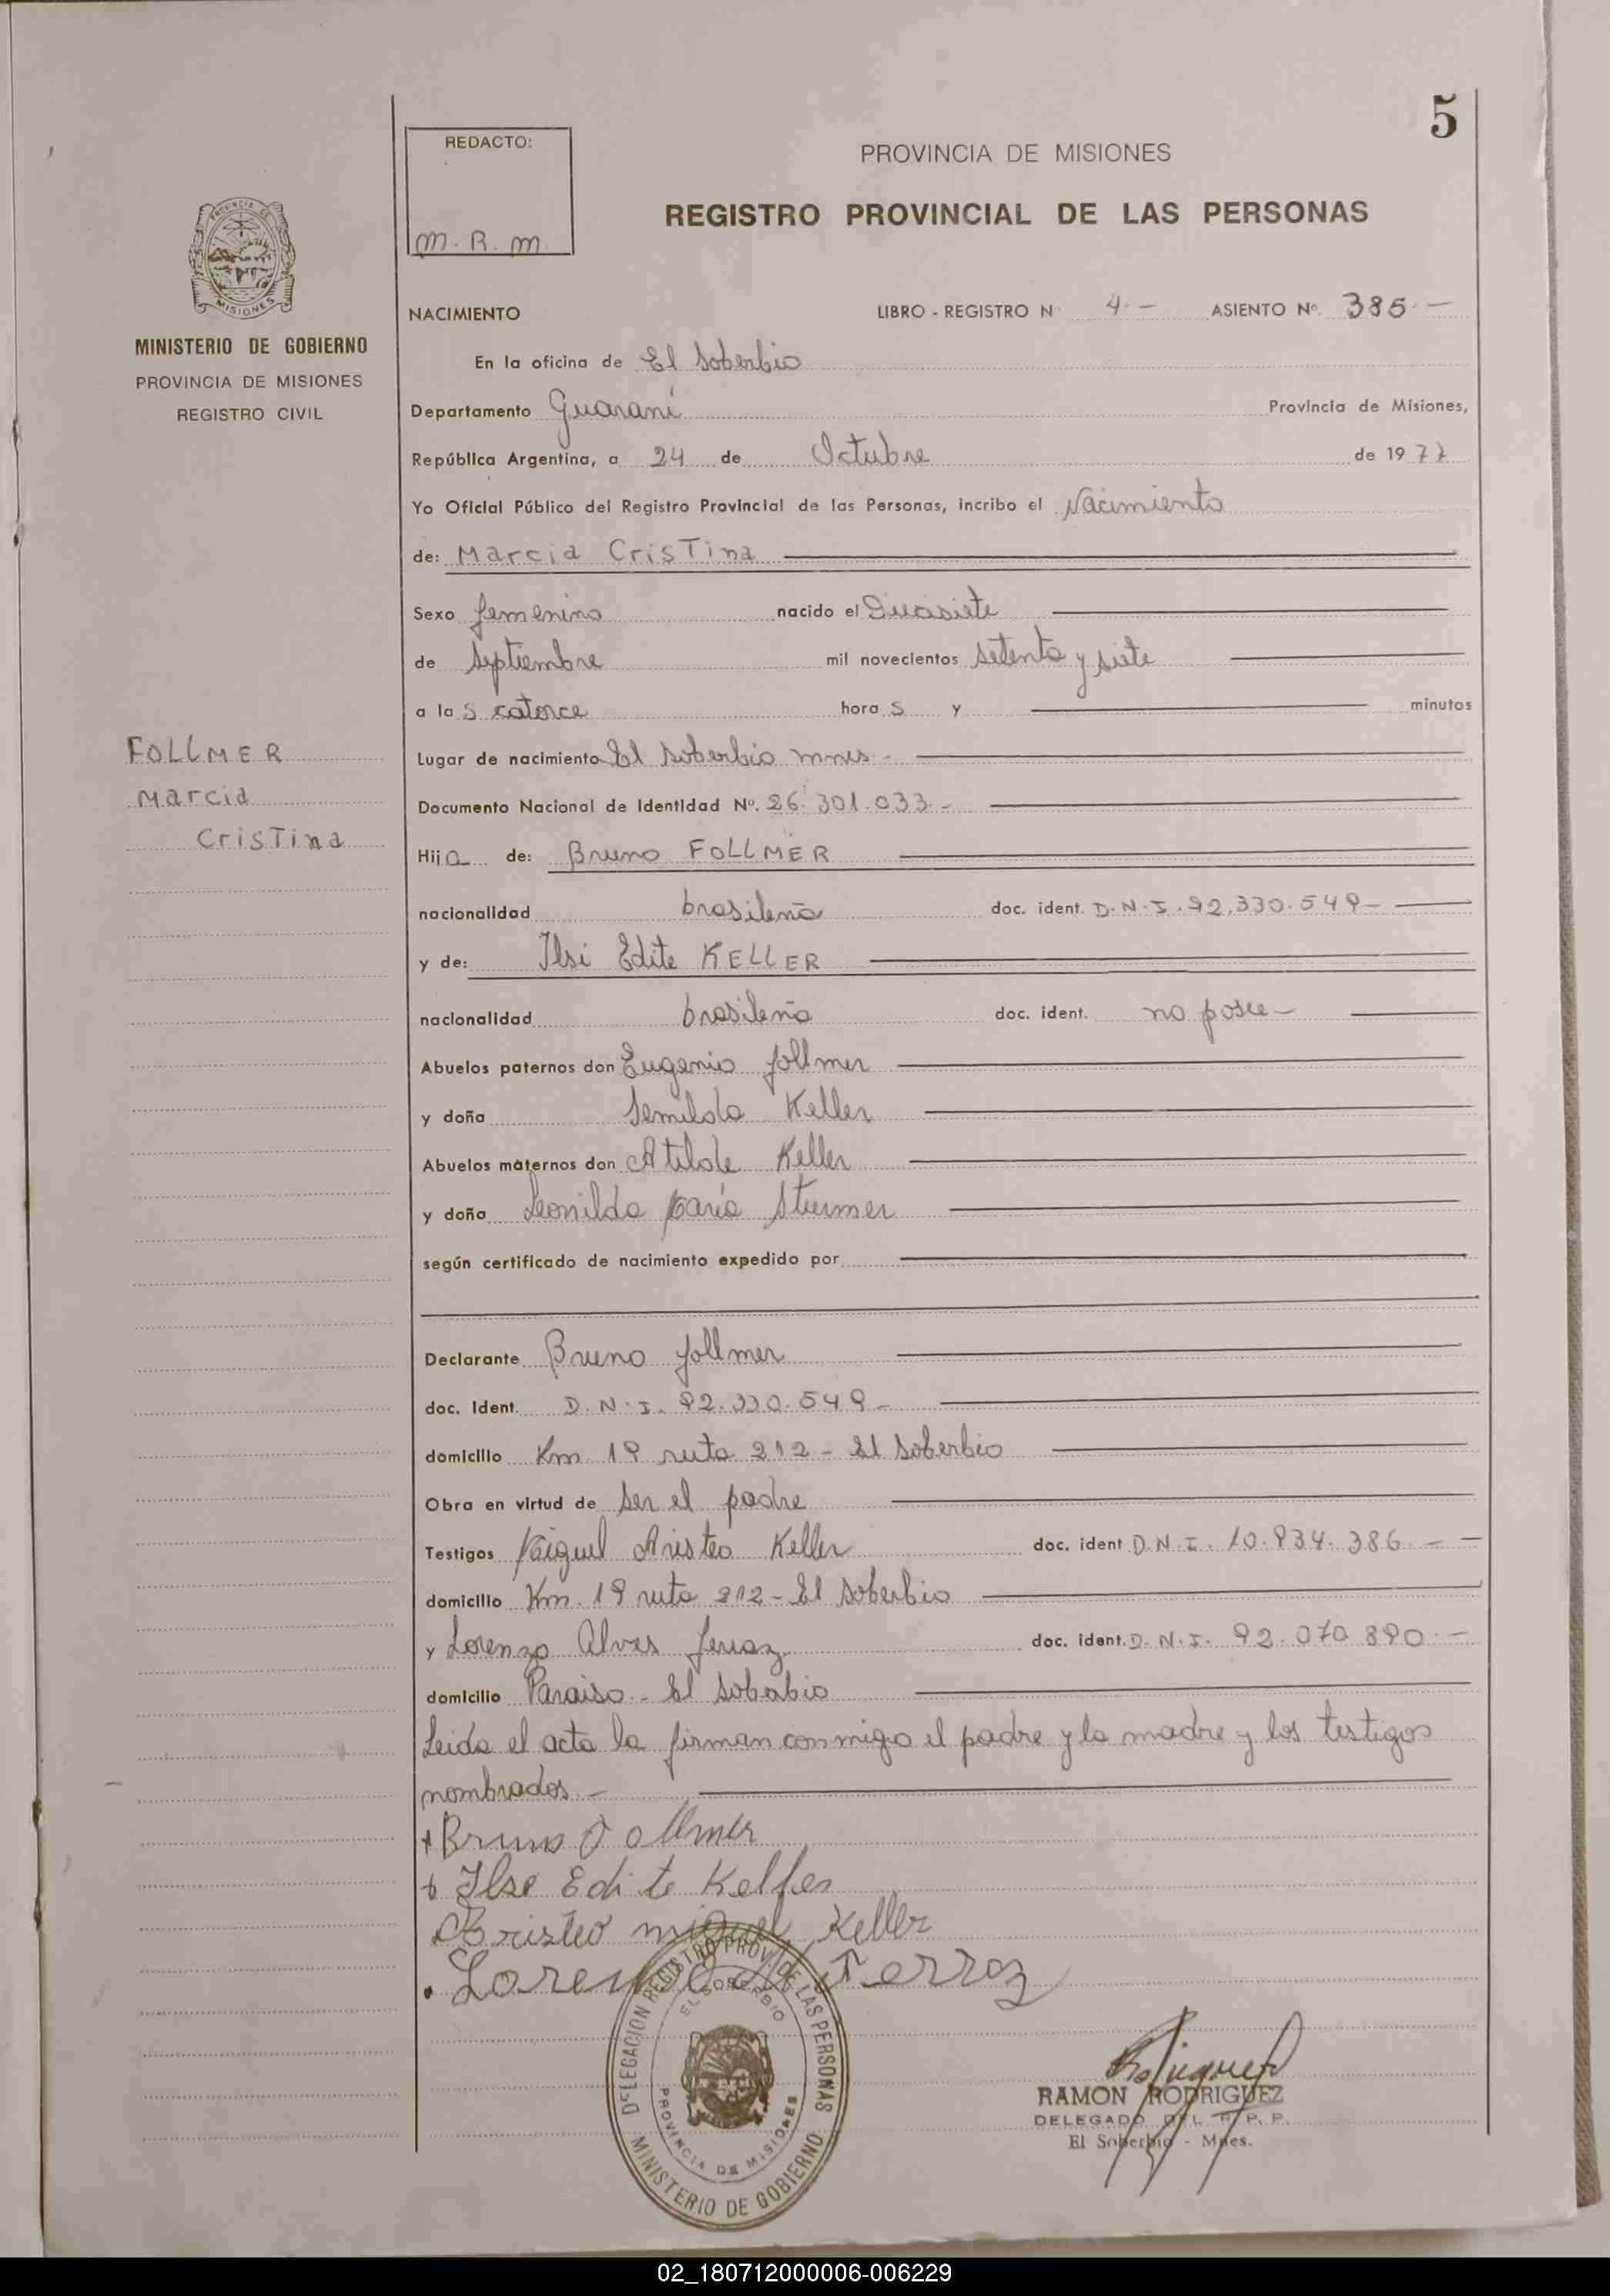 5
REDACTO:
M. R. M.
PROVINCIA DE MISIONES
REGISTRO PROVINCIAL DE LAS PERSONAS
PROVINCIA DE MISIONES
MINISTERIO DE GOBIERNO
PROVINCIA DE MISIONES
REGISTRO CIVIL
NACIMIENTO LIBRO - REGISTRO Nº 4 - ASIENTO Nº. 385 -
En la oficina de El Soberbio
Departamento Guaraní Provincia de Misiones,
República Argentina, a 24 de Octubre de 1977
Yo Oficial Público del Registro Provincial de las Personas, incribo el Nacimiento
de: Marcia Cristina
Sexo femenino nacido el
de septiembre mil novecientos setenta y siete
a las catorce horas y minutos
FOLLMER
Marcia
Cristina
Lugar de nacimiento El Soberbio mnes -
Documento Nacional de Identidad Nº. 26.301.033 -
Hija de: Bruno FOLLMER
nacionalidad brasileña doc. ident. D.N.I. 92.330.549 -
y de: Ilsi Edite KELLER
nacionalidad brasileña doc. ident. no posee -
Abuelos paternos don Eugenio Follmer
y doña Keller
Abuelos maternos don Keller
y doña Leonilda María Sturmer
según certificado de nacimiento expedido por
Declarante Bruno Follmer
doc. Ident. D.N.I. 92.330.549 -
domicilio Km. 19 ruta 212 - El Soberbio
Obra en virtud de ser el padre
Testigos Miguel Aristeo Keller doc. ident D.N.I. 10.934.386 - -
domicilio Km. 19 ruta 212 - El Soberbio
y Lorenzo Alves Ferraz doc. ident. D.N.I. 92.070.890 -
domicilio Paraiso - El Soberbio
Leida el acta la firman conmigo el padre y la madre y los testigos
nombrados. -
Bruno Follmer
Ilse Edite Keller
Aristeo miguel Keller
Ferraz
DELEGACION REGISTRO PROV. DE LAS PERSONAS
EL SOBERBIO
PROVINCIA DE MISIONES
MINISTERIO DE GOBIERNO
RAMON RODRIGUEZ
DELEGADO DEL R. P. P.
El Soberbio - Mnes.
02_180712000006-006229